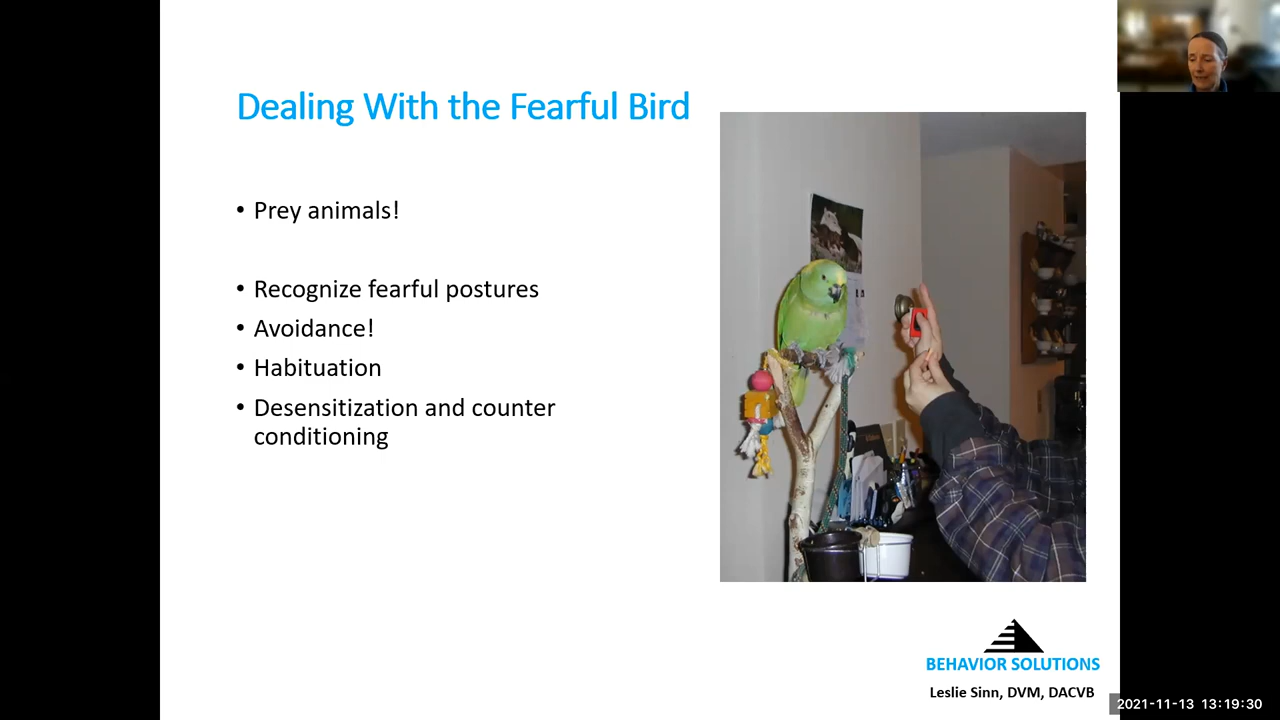 Dealing With the Fearful Bird
• Prey animals!
• Recognize fearful postures
• Avoidance!
• Habituation
• Desensitization and counter
conditioning
BEHAVIOR SOLUTIONS
Leslie Sinn, DVM, DACVB
2021-11-13 13:19:30